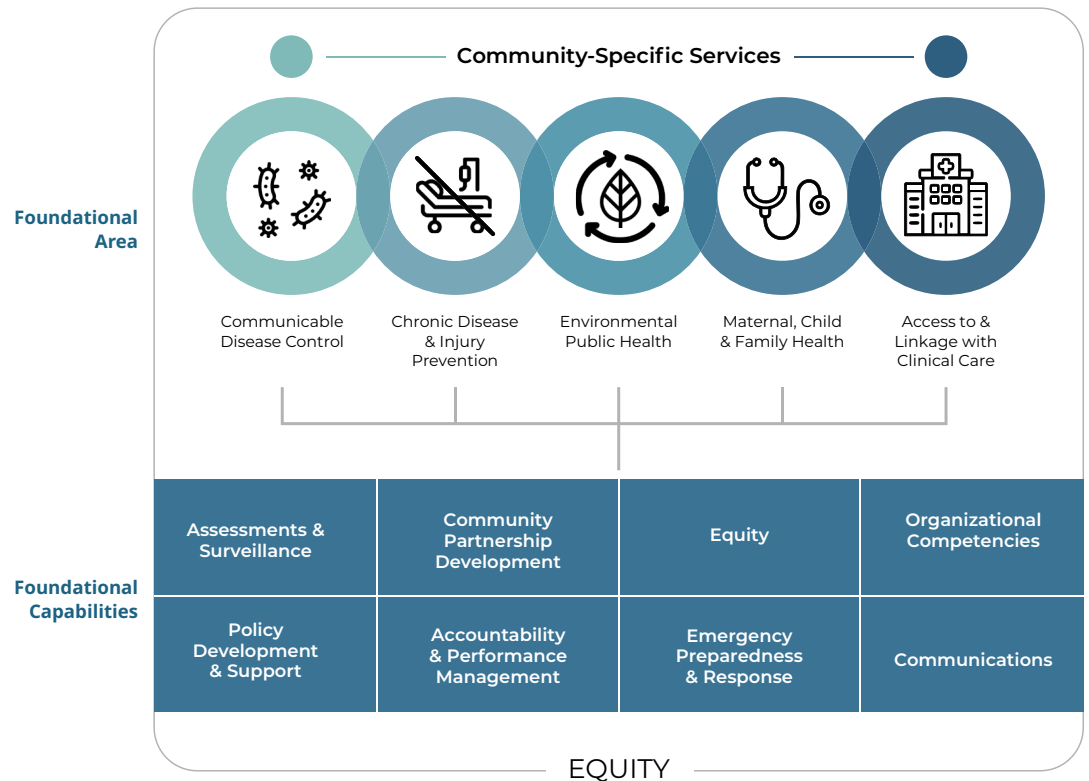 Community-Specific Services
Foundational
Area
Communicable
Disease Control
Chronic Disease
& Injury
Prevention
Environmental
Public Health
Maternal, Child
& Family Health
Access to &
Linkage with
Clinical Care
Foundational
Capabilities
Assessments &
Surveillance
Community
Partnership
Development
Equity
Organizational
Competencies
Policy
Development
& Support
Accountability
& Performance
Management
Emergency
Preparedness
& Response
Communications
EQUITY